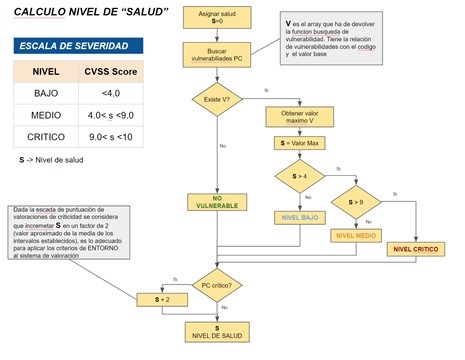 CALCULO NIVEL DE “SALUD”
ESCALA DE SEVERIDAD
NIVEL CVSS Score
BAJO <4.0
MEDIO 4.0< s <9.0
CRITICO 9.0< s <10
S -> Nivel de salud
Asignar salud
S=0
Buscar
vulnerabiliades PC
V es el array que ha de devolver
la funcion busqueda de
vulnerabilidad. Tiene la relación
de vulnerabilidades con el codigo
y el valor base
Existe V?
Si
No
Obtener valor
maximo V
S = Valor Max
S > 4
Si
No
S > 9
Si
No
NO
VULNERABLE
NIVEL BAJO
NIVEL MEDIO
NIVEL CRITICO
Dada la escada de puntuación de
valoraciones de criticidad se considera
que incremetar S en un factor de 2
(valor aproximado de la media de los
intervalos establecidos), es lo adecuado
para aplicar los criterios de ENTORNO
al sistema de valoración
PC crítico?
Si
No
S + 2
S
NIVEL DE SALUD